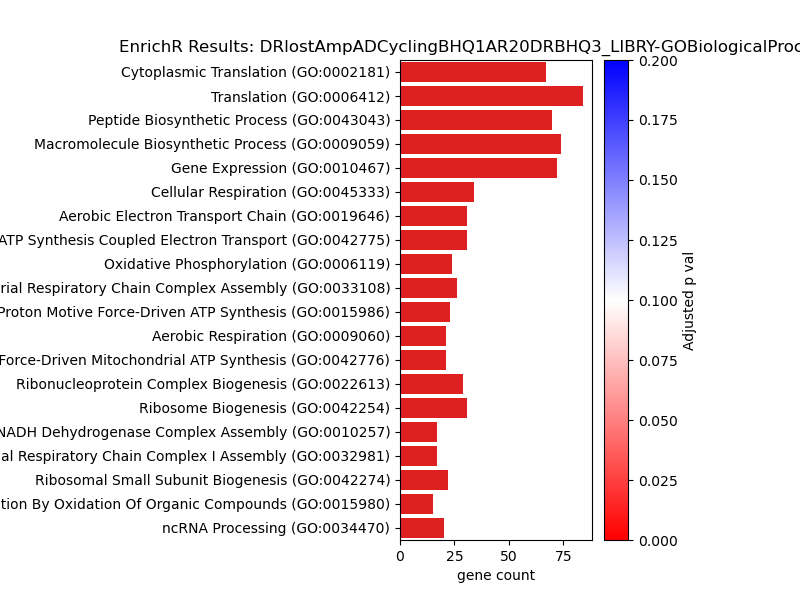 EnrichR Results: DRlostAmpADCyclingBHQ1AR20DRBHQ3_LIBRY-GOBiologicalProc
Cytoplasmic Translation (GO:0002181)
Translation (GO:0006412)
Peptide Biosynthetic Process (GO:0043043)
Macromolecule Biosynthetic Process (GO:0009059)
Gene Expression (GO:0010467)
Cellular Respiration (GO:0045333)
Aerobic Electron Transport Chain (GO:0019646)
ATP Synthesis Coupled Electron Transport (GO:0042775)
Oxidative Phosphorylation (GO:0006119)
rial Respiratory Chain Complex Assembly (GO:0033108)
Proton Motive Force-Driven ATP Synthesis (GO:0015986)
Aerobic Respiration (GO:0009060)
Force-Driven Mitochondrial ATP Synthesis (GO:0042776)
Ribonucleoprotein Complex Biogenesis (GO:0022613)
Ribosome Biogenesis (GO:0042254)
NADH Dehydrogenase Complex Assembly (GO:0010257)
al Respiratory Chain Complex I Assembly (GO:0032981)
Ribosomal Small Subunit Biogenesis (GO:0042274)
tion By Oxidation Of Organic Compounds (GO:0015980)
ncRNA Processing (GO:0034470)
0 25 50 75
gene count
0.200
0.175
0.150
0.125
0.100
0.075
0.050
0.025
0.000
Adjusted p val